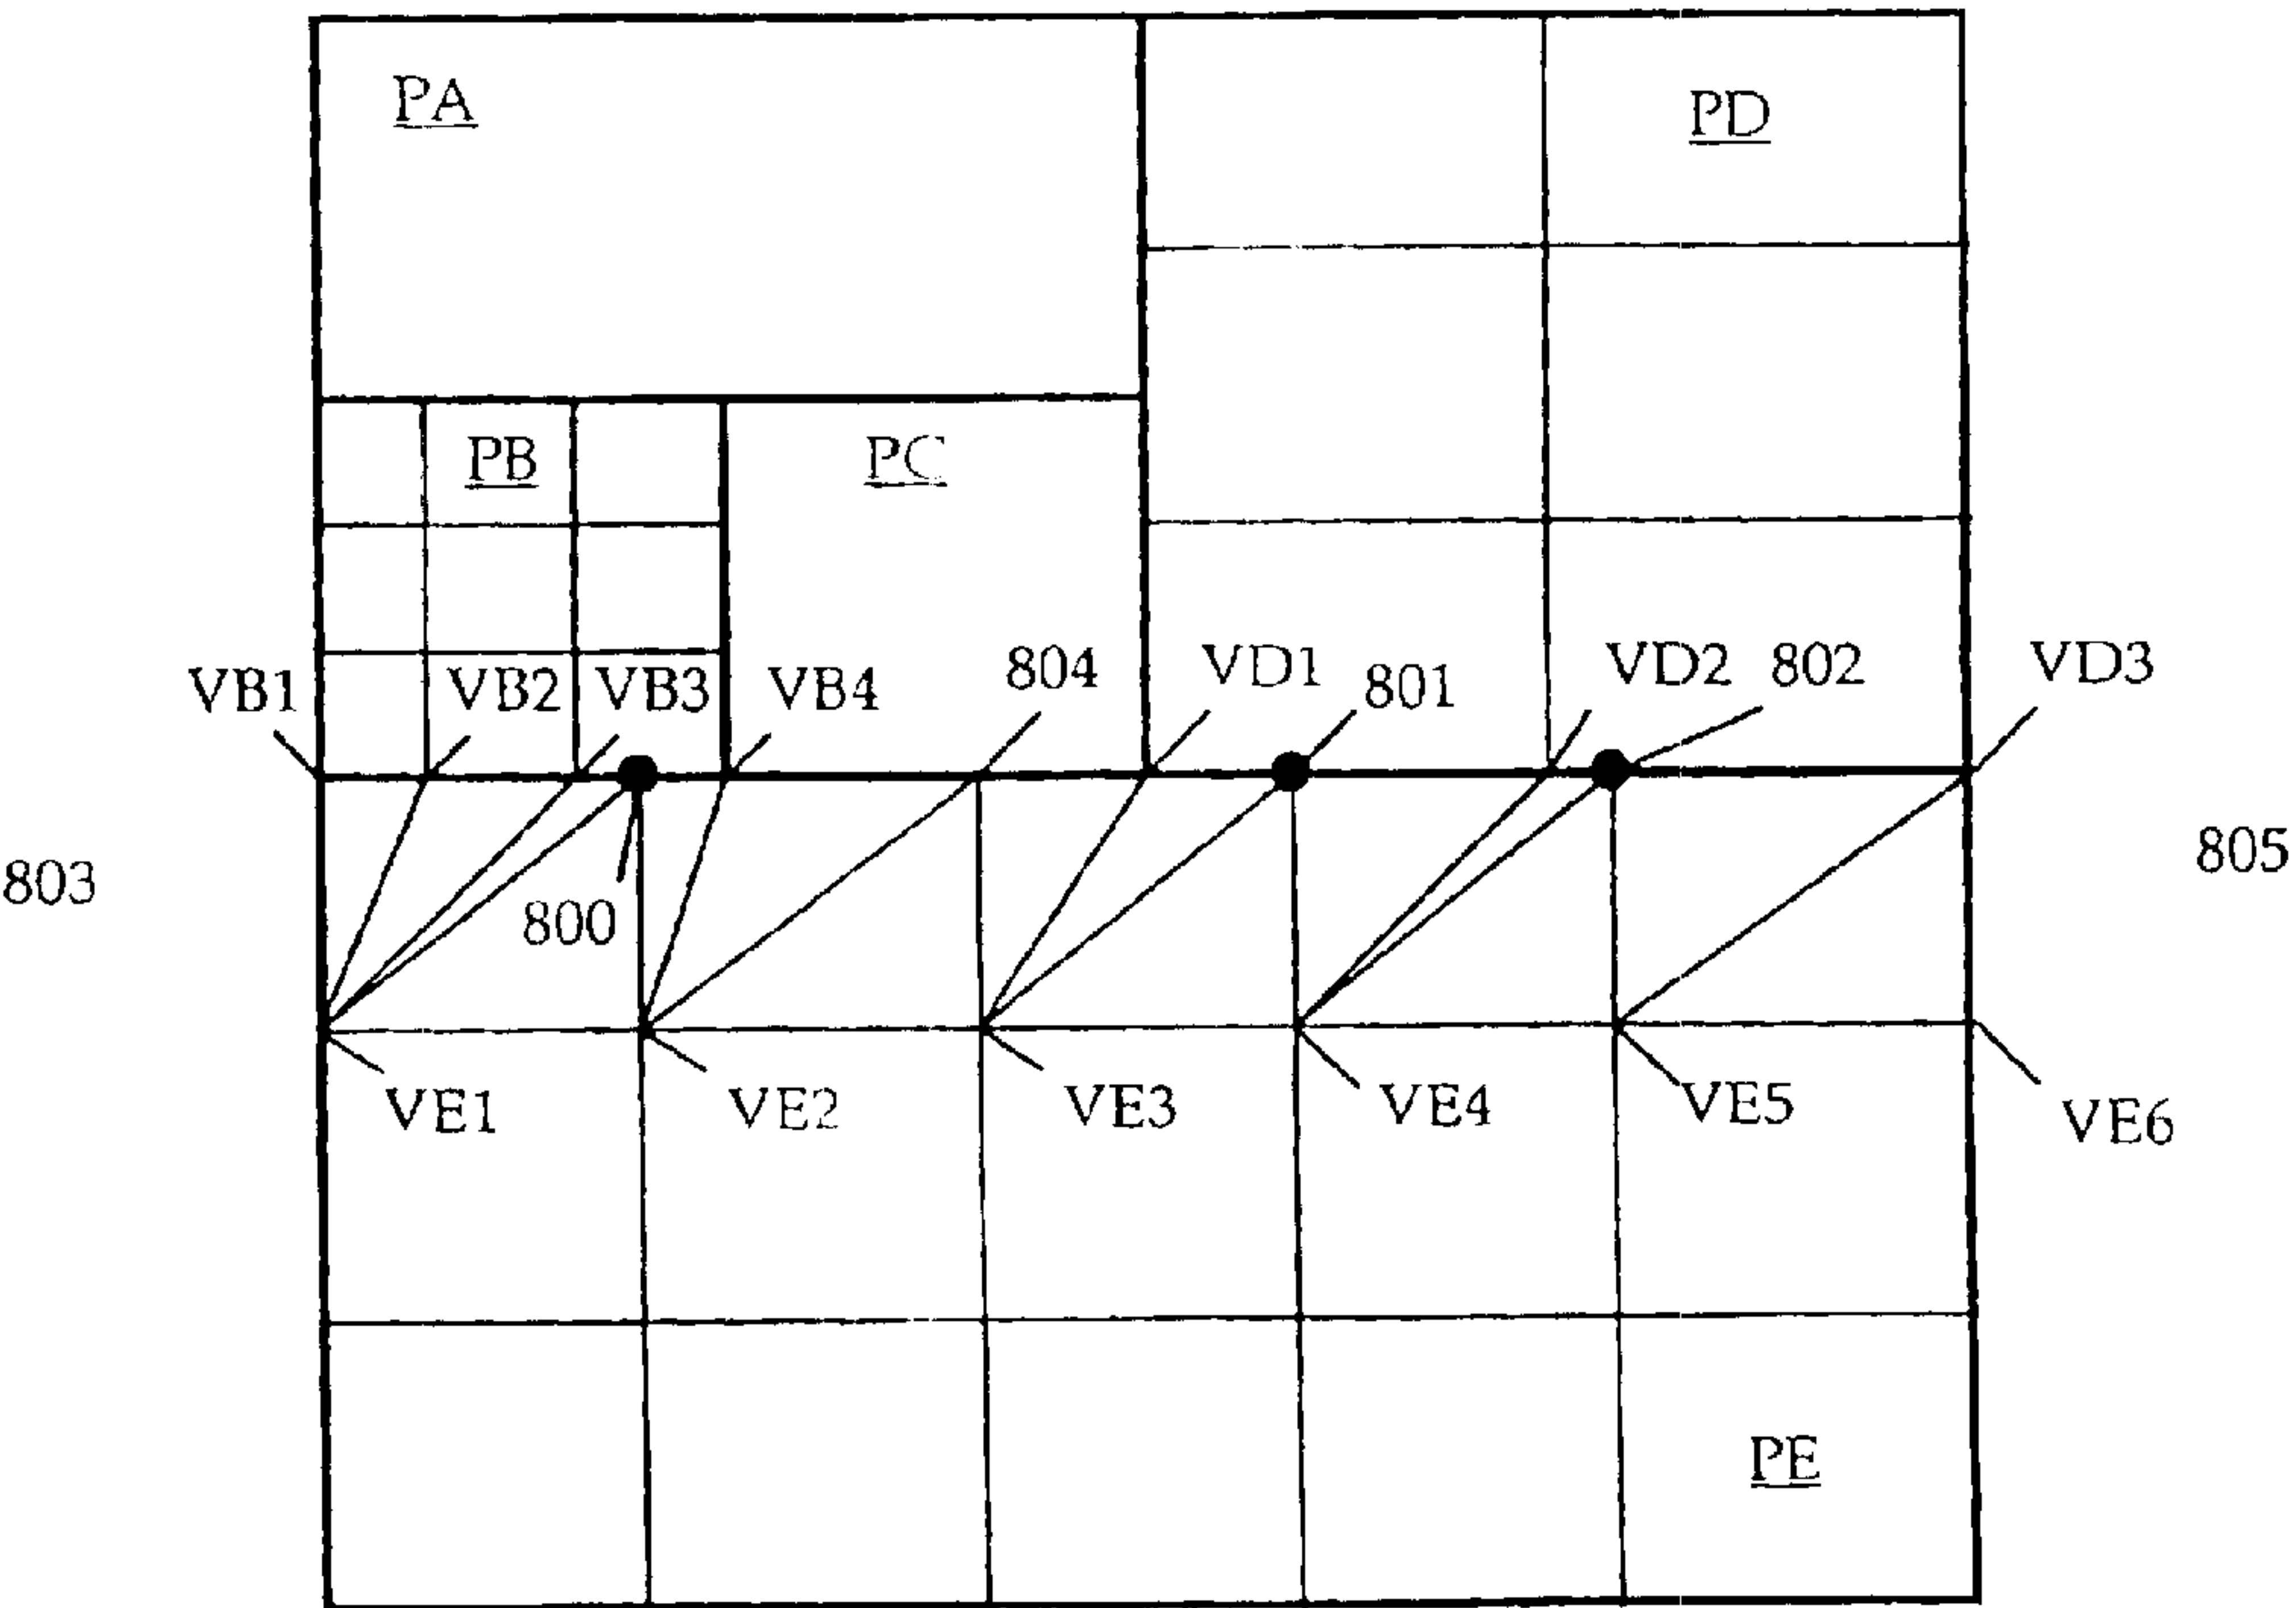 PA
PD
PB
PC
VB1
VB2
VB3
VB4
804
VD1
801
VD2
802
VD3
803
800
805
VE1
VE2
VE3
VE4
VE5
VE6
PE